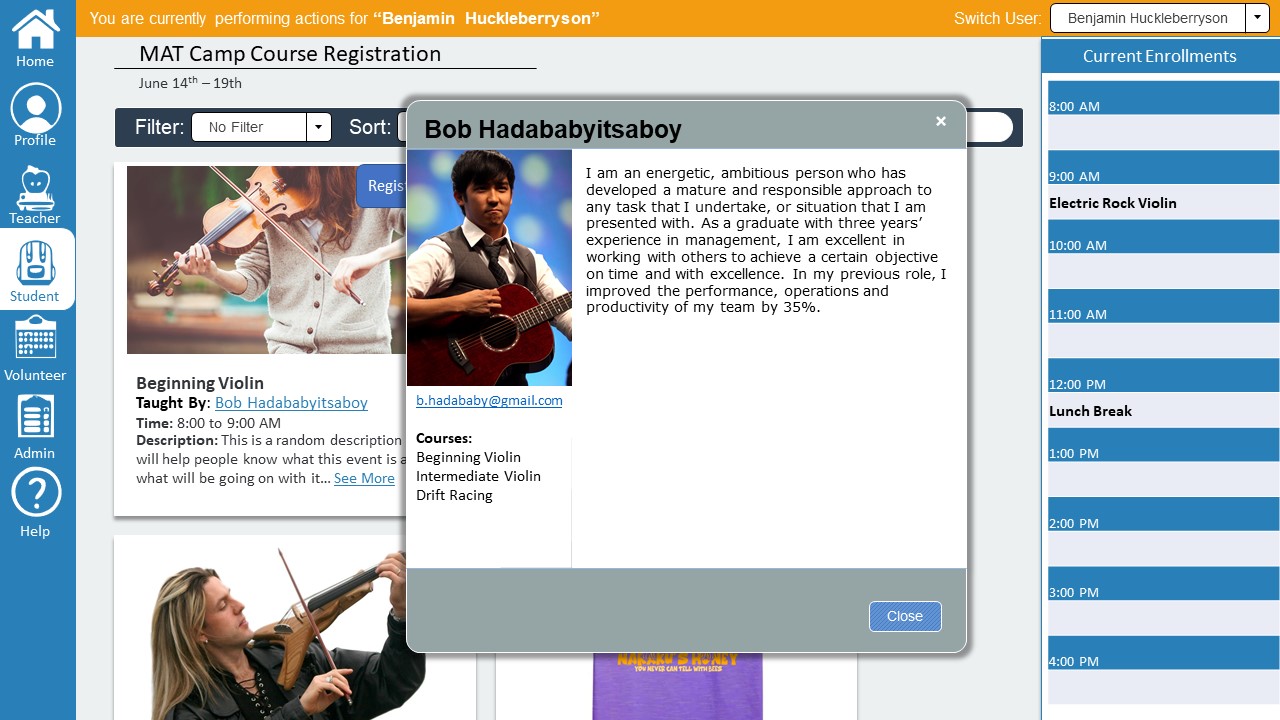 You are currently performing actions for “Benjamin Huckleberryson”
Switch User:
Benjamin Huckleberryson
Home
Profile
Teacher
Student
Volunteer
Admin
Help
MAT Camp Course Registration
June 14th – 19th
Filter:
No Filter
Sort:
Beginning Violin
Taught By: Bob Hadababyitsaboy
Time: 8:00 to 9:00 AM
Description: This is a random description
will help people know what this event is
what will be going on with it... See More
Bob Hadababyitsaboy
×
I am an energetic, ambitious person who has
developed a mature and responsible approach to
any task that I undertake, or situation that I am
presented with. As a graduate with three years’
experience in management, I am excellent in
working with others to achieve a certain objective
on time and with excellence. In my previous role, I
improved the performance, operations and
productivity of my team by 35%.
b.hadababy@gmail.com
Courses:
Beginning Violin
Intermediate Violin
Drift Racing
Close
YOU NEVER CAN TELL WITH BEES
Current Enrollments
8:00 AM
9:00 AM
Electric Rock Violin
10:00 AM
11:00 AM
12:00 PM
Lunch Break
1:00 PM
2:00 PM
3:00 PM
4:00 PM